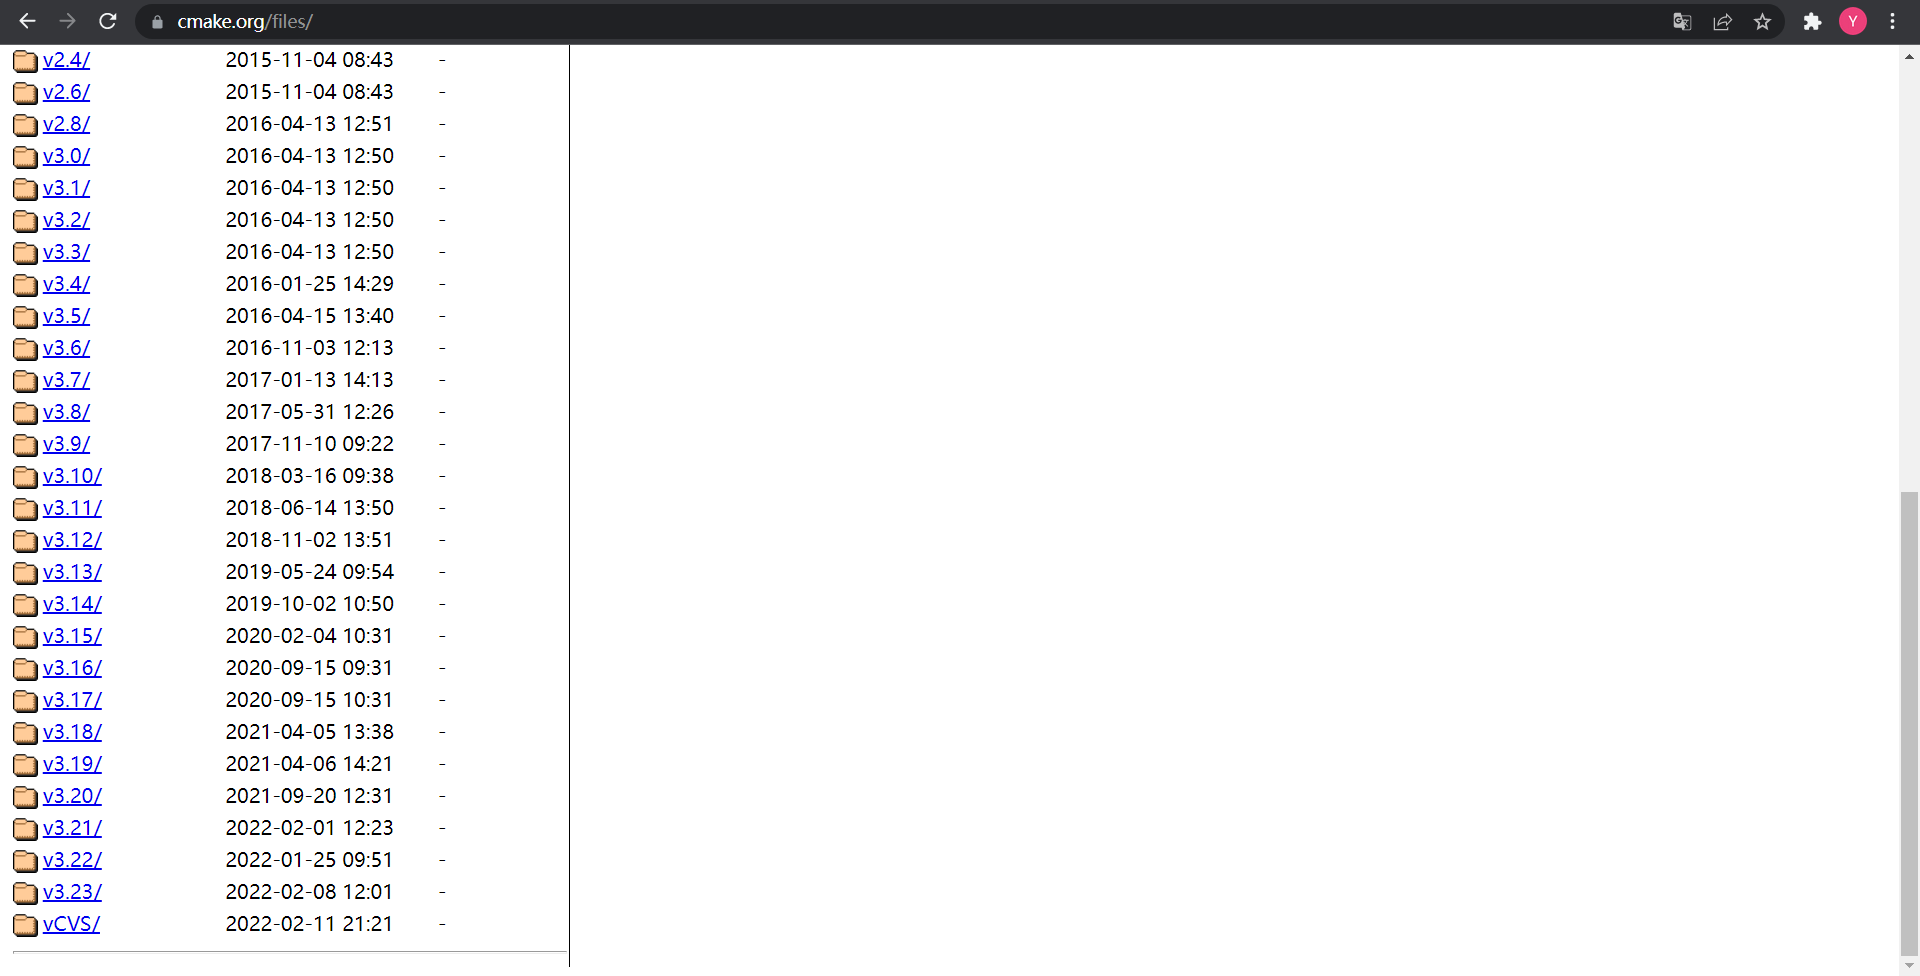 cmake.org/files/
Y
v2.4/ 2015-11-04 08:43 -
v2.6/ 2015-11-04 08:43 -
v2.8/ 2016-04-13 12:51 -
v3.0/ 2016-04-13 12:50 -
v3.1/ 2016-04-13 12:50 -
v3.2/ 2016-04-13 12:50 -
v3.3/ 2016-04-13 12:50 -
v3.4/ 2016-01-25 14:29 -
v3.5/ 2016-04-15 13:40 -
v3.6/ 2016-11-03 12:13 -
v3.7/ 2017-01-13 14:13 -
v3.8/ 2017-05-31 12:26 -
v3.9/ 2017-11-10 09:22 -
v3.10/ 2018-03-16 09:38 -
v3.11/ 2018-06-14 13:50 -
v3.12/ 2018-11-02 13:51 -
v3.13/ 2019-05-24 09:54 -
v3.14/ 2019-10-02 10:50 -
v3.15/ 2020-02-04 10:31 -
v3.16/ 2020-09-15 09:31 -
v3.17/ 2020-09-15 10:31 -
v3.18/ 2021-04-05 13:38 -
v3.19/ 2021-04-06 14:21 -
v3.20/ 2021-09-20 12:31 -
v3.21/ 2022-02-01 12:23 -
v3.22/ 2022-01-25 09:51 -
v3.23/ 2022-02-08 12:01 -
vCVS/ 2022-02-11 21:21 -